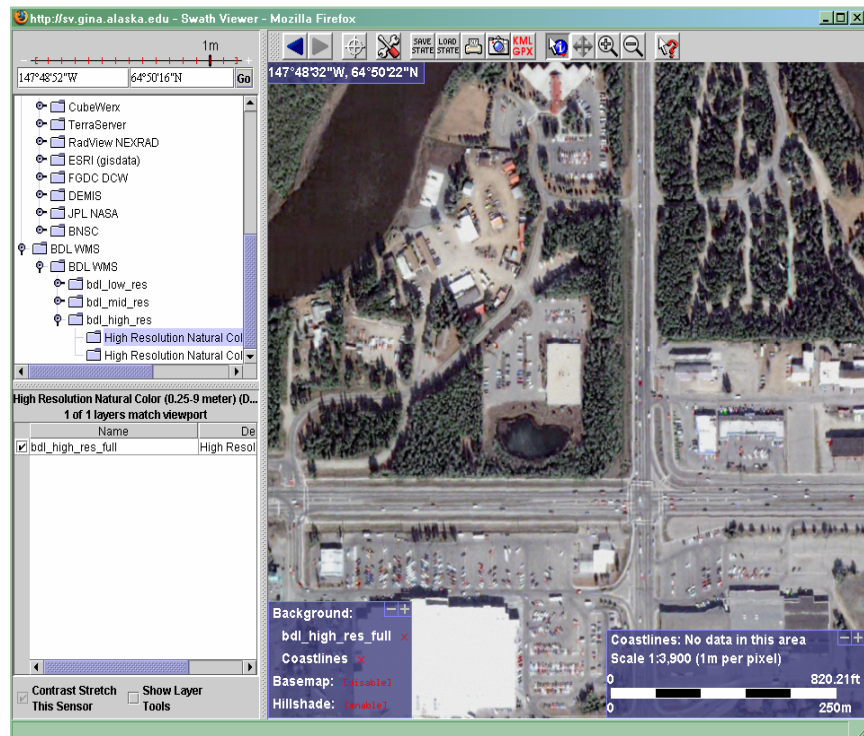 http://sv.gina.alaska.edu - Swath Viewer - Mozilla Firefox
1m
147°48'52"W 64°50'16"N Go
SAVE STATE LOAD STATE KML GPX
147°48'32"W, 64°50'22"N
CubeWerx
TerraServer
RadView NEXRAD
ESRI (gisdata)
FGDC DCW
DEMIS
JPL NASA
BNSC
BDL WMS
BDL WMS
bdl_low_res
bdl_mid_res
bdl_high_res
High Resolution Natural Col
High Resolution Natural Col
High Resolution Natural Color (0.25-9 meter) (D...
1 of 1 layers match viewport
Name De
bdl_high_res_full High Resol
Contrast Stretch This Sensor
Show Layer Tools
Background:
bdl_high_res_full x
Coastlines x
Basemap: [disable]
Hillshade: [enable]
Coastlines: No data in this area
Scale 1:3,900 (1m per pixel)
0 820.21ft
0 250m